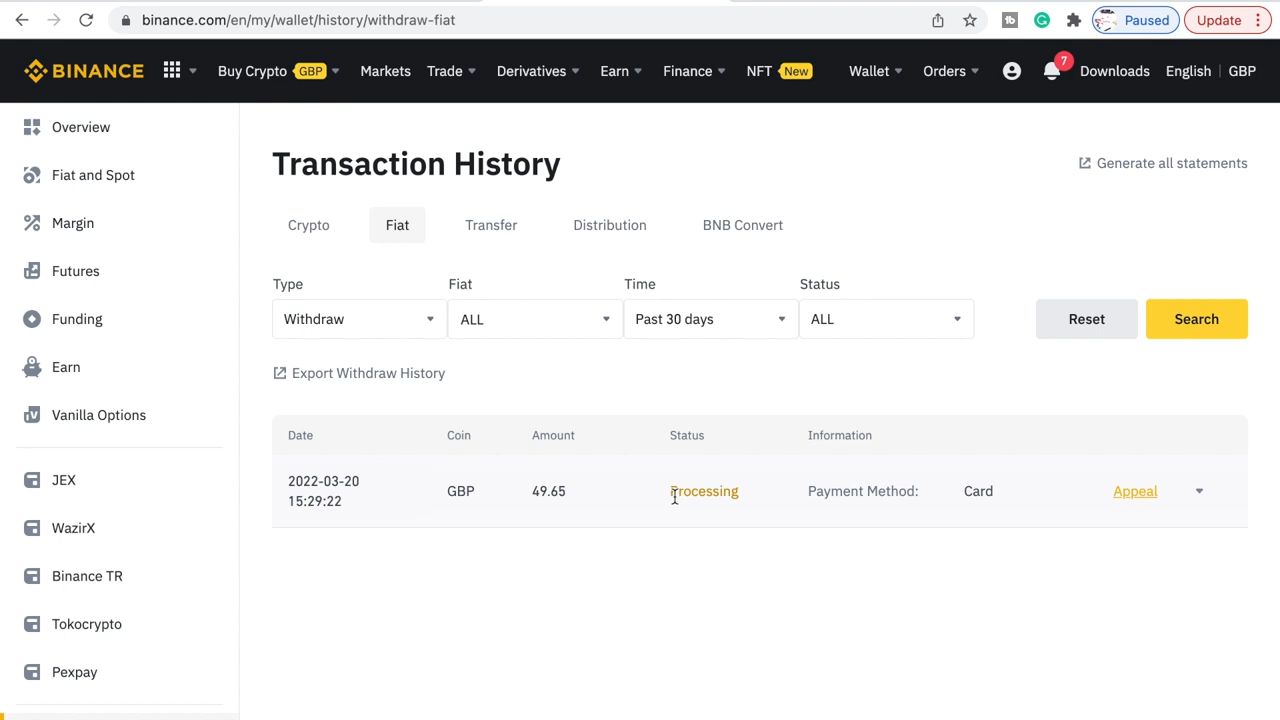 binance.com/en/my/wallet/history/withdraw-fiat
Paused
Update
BINANCE
Buy Crypto GBP
Markets
Trade
Derivatives
Earn
Finance
NFT New
Wallet
Orders
7
Downloads
English | GBP
Overview
Fiat and Spot
Margin
Futures
Funding
Earn
Vanilla Options
JEX
WazirX
Binance TR
Tokocrypto
Pexpay
Transaction History
Generate all statements
Crypto Fiat Transfer Distribution BNB Convert
Type Fiat Time Status
Withdraw ALL Past 30 days ALL Reset Search
Export Withdraw History
Date Coin Amount Status Information
2022-03-20
15:29:22
GBP 49.65 Processing Payment Method: Card Appeal